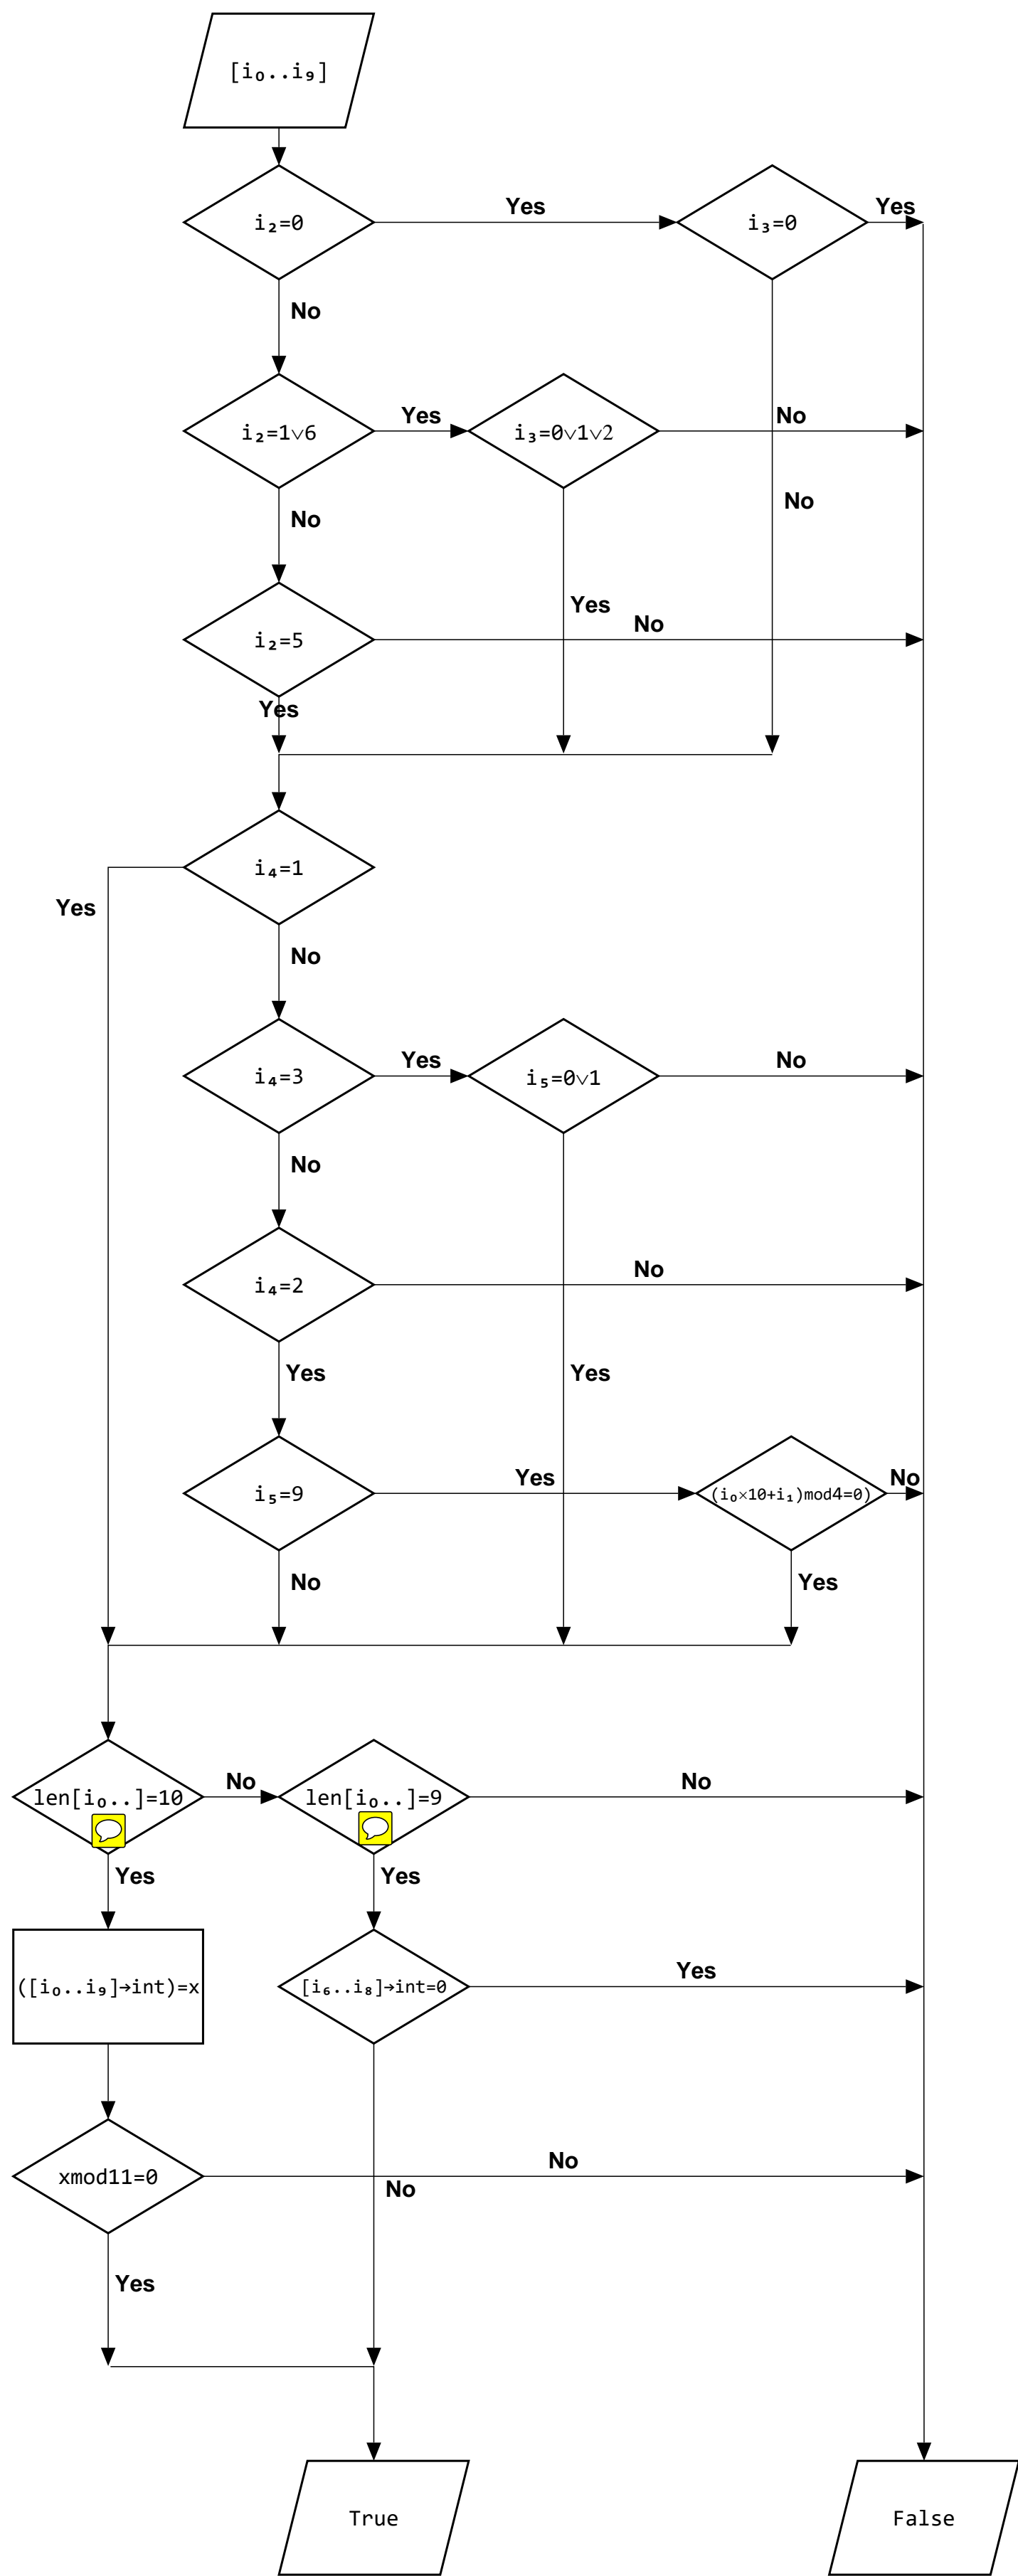 [i₀..i₉]
i₂=0
Yes
i₃=0
Yes
No
i₂=1∨6
Yes
i₃=0∨1∨2
No
No
No
Yes
i₂=5
No
Yes
i₄=1
Yes
No
i₄=3
Yes
i₅=0∨1
No
No
i₄=2
No
Yes
Yes
i₅=9
Yes
(i₀×10+i₁)mod4=0)
No
No
Yes
len[i₀..]=10
No
len[i₀..]=9
No
Yes
Yes
([i₀..i₉]→int)=x
[i₆..i₈]→int=0
Yes
xmod11=0
No
No
Yes
True
False